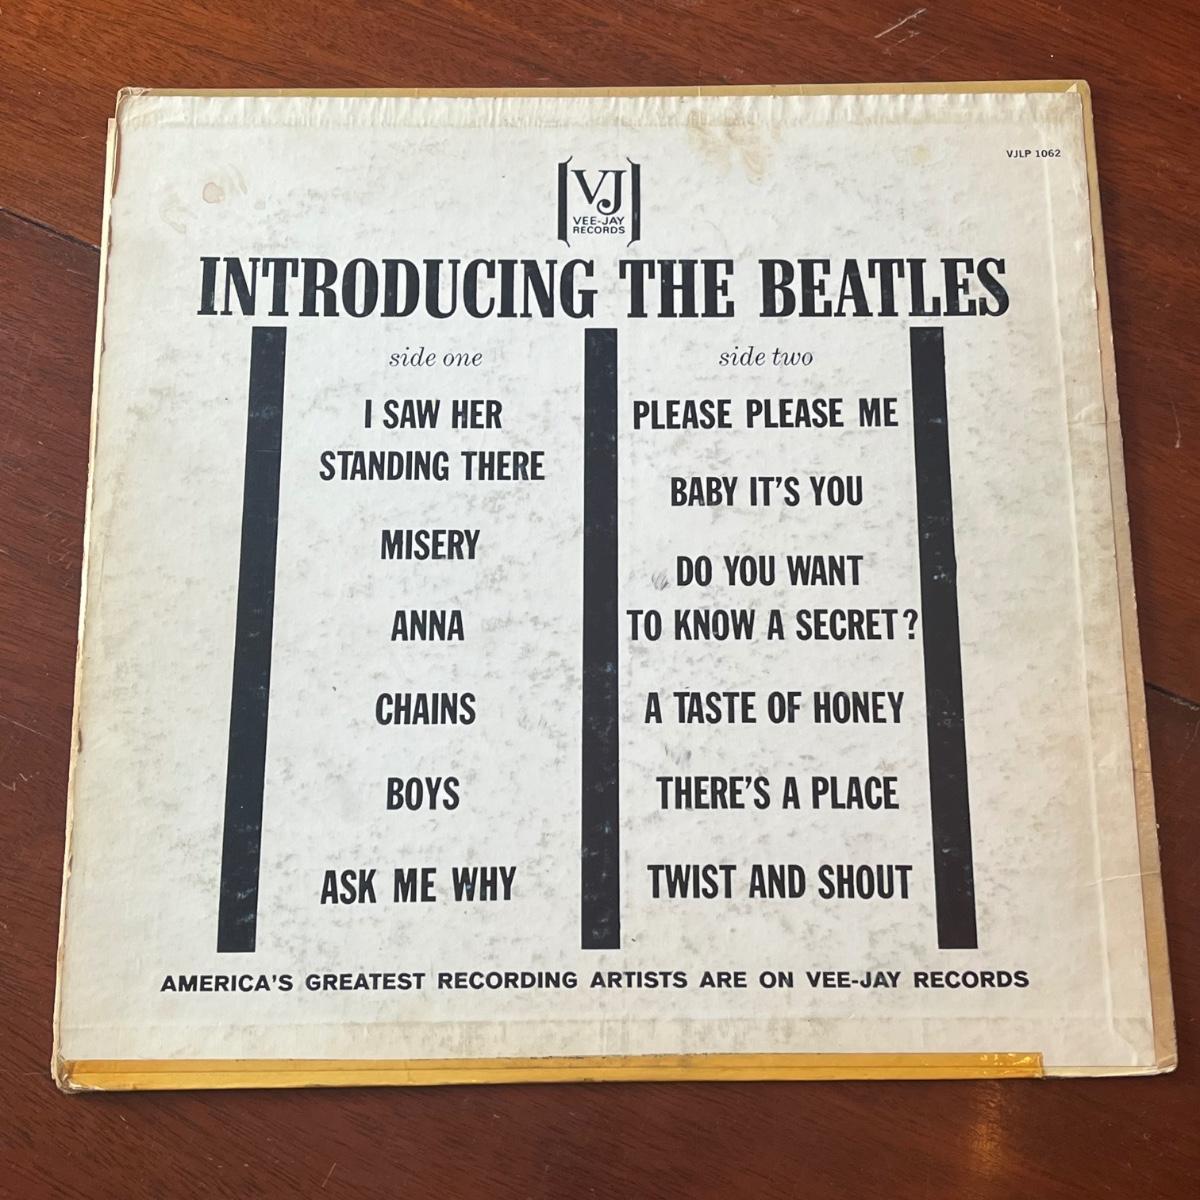 VJLP 1062
VJ
VEE-JAY
RECORDS
INTRODUCING THE BEATLES
side one
I SAW HER
STANDING THERE
MISERY
ANNA
CHAINS
BOYS
ASK ME WHY
side two
PLEASE PLEASE ME
BABY IT'S YOU
DO YOU WANT
TO KNOW A SECRET?
A TASTE OF HONEY
THERE'S A PLACE
TWIST AND SHOUT
AMERICA'S GREATEST RECORDING ARTISTS ARE ON VEE-JAY RECORDS